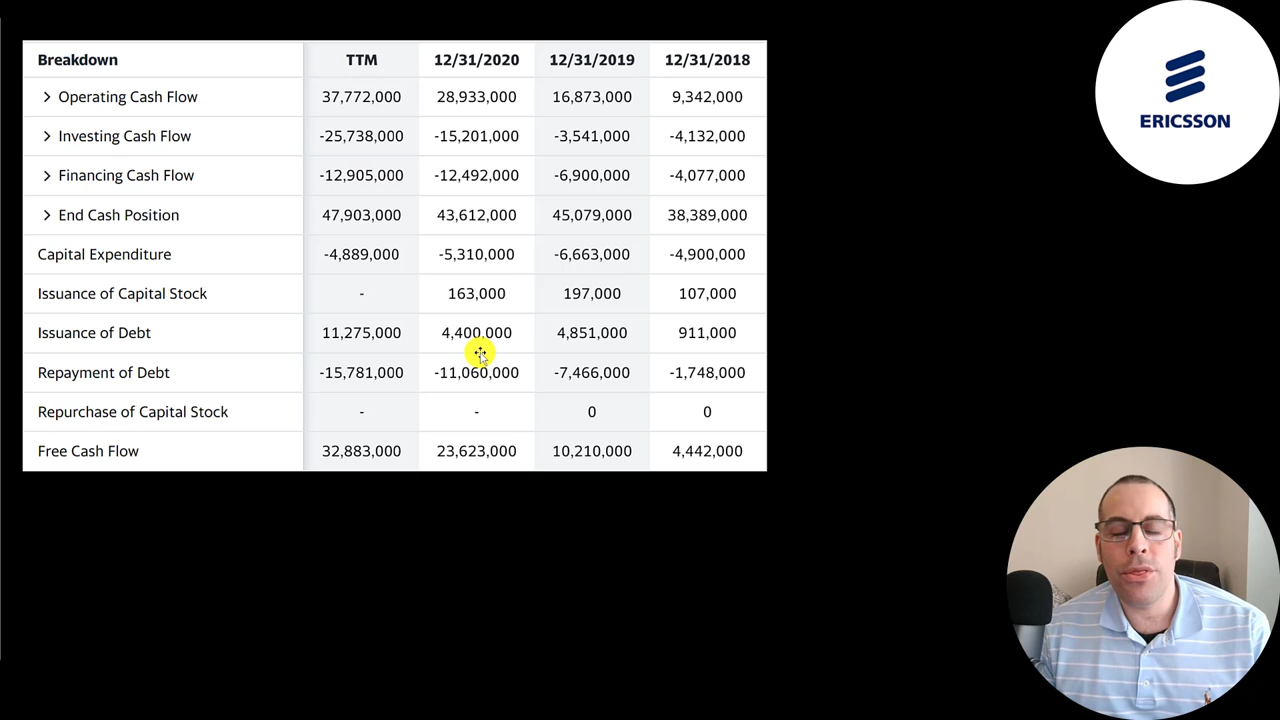 Breakdown TTM 12/31/2020 12/31/2019 12/31/2018
Operating Cash Flow 37,772,000 28,933,000 16,873,000 9,342,000
Investing Cash Flow -25,738,000 -15,201,000 -3,541,000 -4,132,000
Financing Cash Flow -12,905,000 -12,492,000 -6,900,000 -4,077,000
End Cash Position 47,903,000 43,612,000 45,079,000 38,389,000
Capital Expenditure -4,889,000 -5,310,000 -6,663,000 -4,900,000
Issuance of Capital Stock - 163,000 197,000 107,000
Issuance of Debt 11,275,000 4,400,000 4,851,000 911,000
Repayment of Debt -15,781,000 -11,060,000 -7,466,000 -1,748,000
Repurchase of Capital Stock - - 0 0
Free Cash Flow 32,883,000 23,623,000 10,210,000 4,442,000
ERICSSON